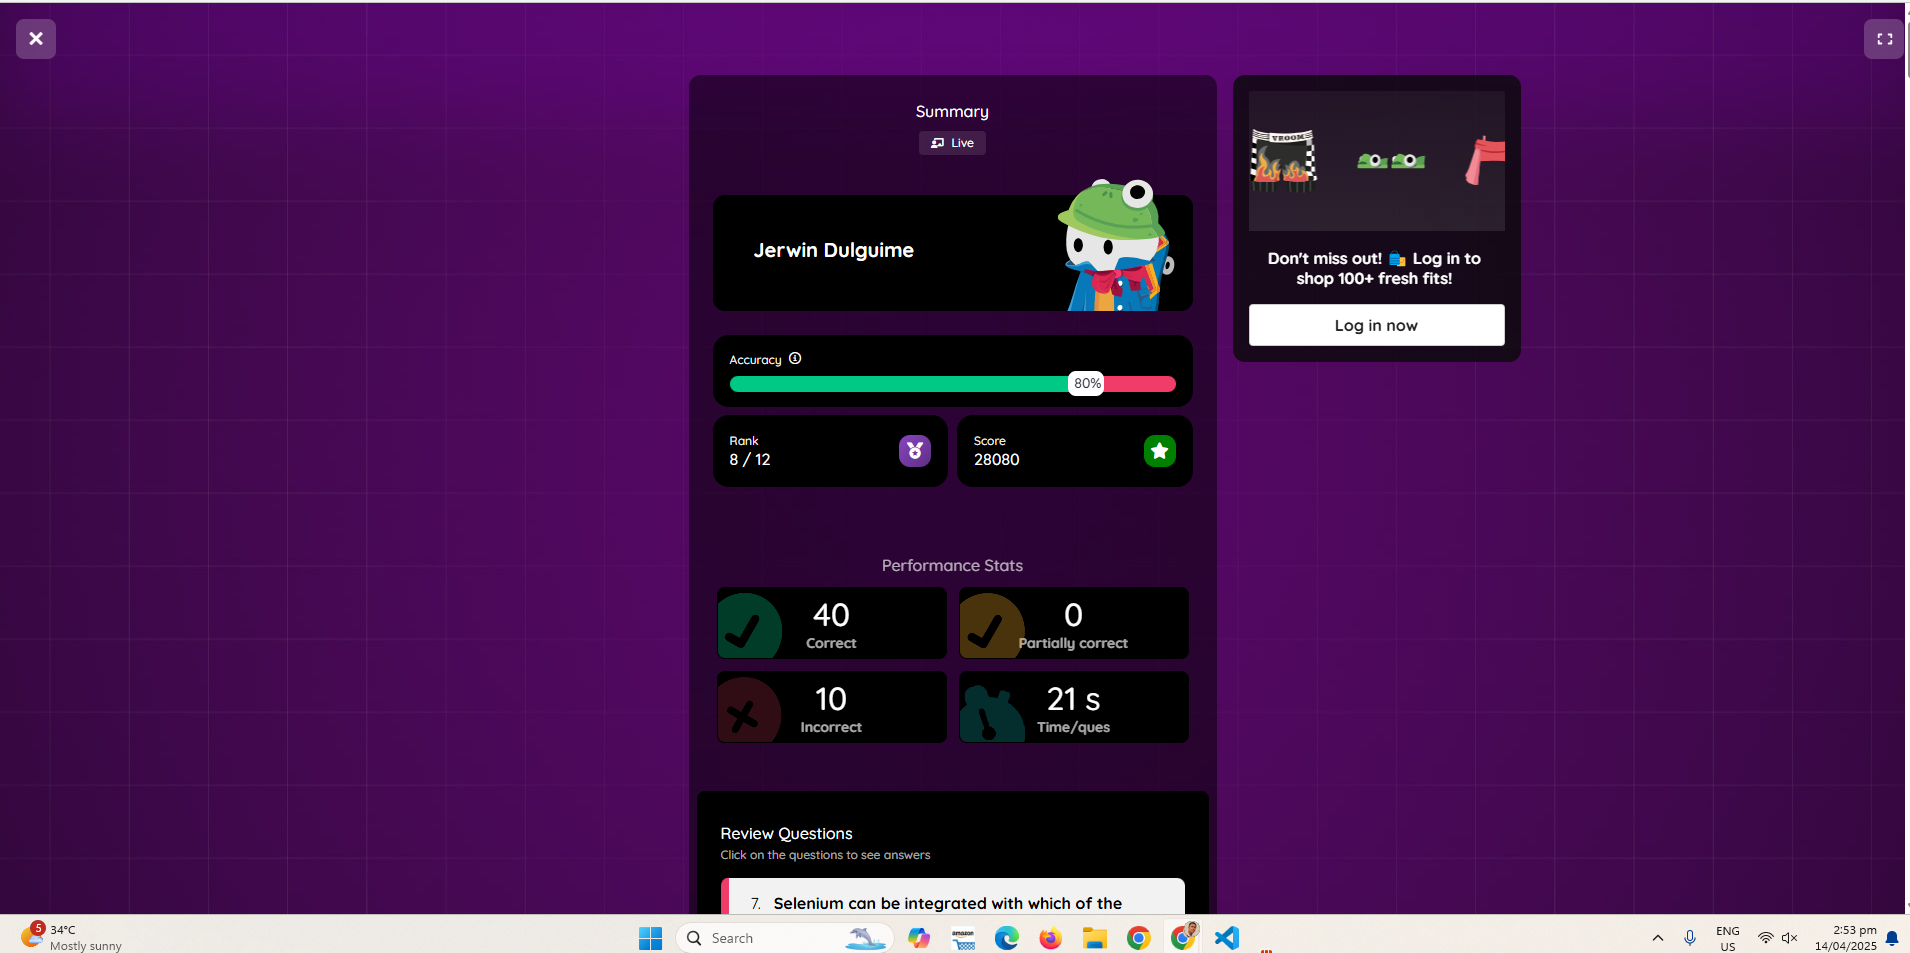 Summary
Live
VROOM
Jerwin Dulguime
Don't miss out! Log in to
shop 100+ fresh fits!
Log in now
Accuracy
80%
Rank
8 / 12
Score
28080
Performance Stats
40
Correct
0
Partially correct
10
Incorrect
21 s
Time/ques
Review Questions
Click on the questions to see answers
7. Selenium can be integrated with which of the
5
34°C
Mostly sunny
Search
amazon
ENG
US
2:53 pm
14/04/2025